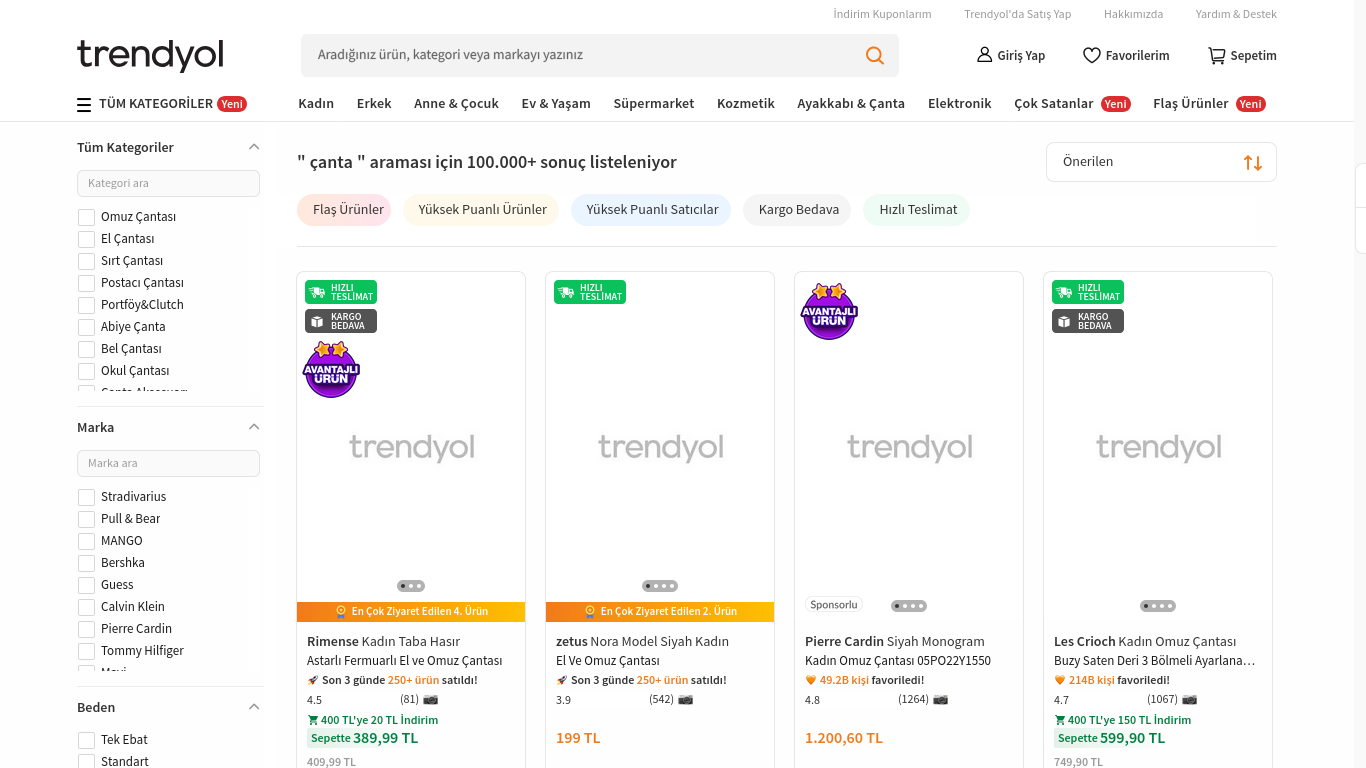 İndirim Kuponlarım Trendyol'da Satış Yap Hakkımızda Yardım & Destek
trendyol
Aradığınız ürün, kategori veya markayı yazınız
Giriş Yap Favorilerim Sepetim
TÜM KATEGORİLER Yeni Kadın Erkek Anne & Çocuk Ev & Yaşam Süpermarket Kozmetik Ayakkabı & Çanta Elektronik Çok Satanlar Yeni Flaş Ürünler Yeni
Tüm Kategoriler
Kategori ara
Omuz Çantası
El Çantası
Sırt Çantası
Postacı Çantası
Portföy&Clutch
Abiye Çanta
Bel Çantası
Okul Çantası
Marka
Marka ara
Stradivarius
Pull & Bear
MANGO
Bershka
Guess
Calvin Klein
Pierre Cardin
Tommy Hilfiger
Beden
Tek Ebat
Standart
" çanta " araması için 100.000+ sonuç listeleniyor
Önerilen
Flaş Ürünler Yüksek Puanlı Ürünler Yüksek Puanlı Satıcılar Kargo Bedava Hızlı Teslimat
HIZLI
TESLİMAT
KARGO
BEDAVA
AVANTAJLI
ÜRÜN
trendyol
En Çok Ziyaret Edilen 4. Ürün
Rimense Kadın Taba Hasır
Astarlı Fermuarlı El ve Omuz Çantası
Son 3 günde 250+ ürün satıldı!
4.5 (81)
400 TL'ye 20 TL İndirim
Sepette 389,99 TL
409,99 TL
HIZLI
TESLİMAT
trendyol
En Çok Ziyaret Edilen 2. Ürün
zetus Nora Model Siyah Kadın
El Ve Omuz Çantası
Son 3 günde 250+ ürün satıldı!
3.9 (542)
199 TL
AVANTAJLI
ÜRÜN
trendyol
Sponsorlu
Pierre Cardin Siyah Monogram
Kadın Omuz Çantası 05PO22Y1550
49.2B kişi favoriledi!
4.8 (1264)
1.200,60 TL
HIZLI
TESLİMAT
KARGO
BEDAVA
trendyol
Les Crioch Kadın Omuz Çantası
Buzy Saten Deri 3 Bölmeli Ayarlana…
214B kişi favoriledi!
4.7 (1067)
400 TL'ye 150 TL İndirim
Sepette 599,90 TL
749,90 TL